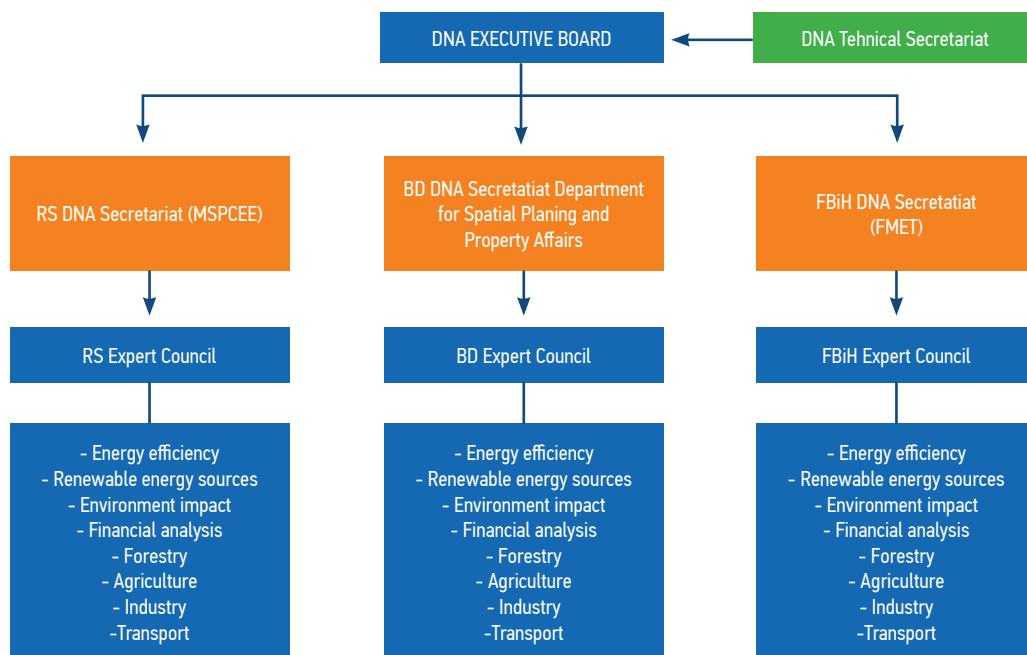 DNA EXECUTIVE BOARD
DNA Tehnical Secretariat
RS DNA Secretariat (MSPCEE)
BD DNA Secretatiat Department
for Spatial Planing and
Property Affairs
FBiH DNA Secretatiat
(FMET)
RS Expert Council
BD Expert Council
FBiH Expert Council
- Energy efficiency
- Renewable energy sources
- Environment impact
- Financial analysis
- Forestry
- Agriculture
- Industry
-Transport
- Energy efficiency
- Renewable energy sources
- Environment impact
- Financial analysis
- Forestry
- Agriculture
- Industry
-Transport
- Energy efficiency
- Renewable energy sources
- Environment impact
- Financial analysis
- Forestry
- Agriculture
- Industry
-Transport